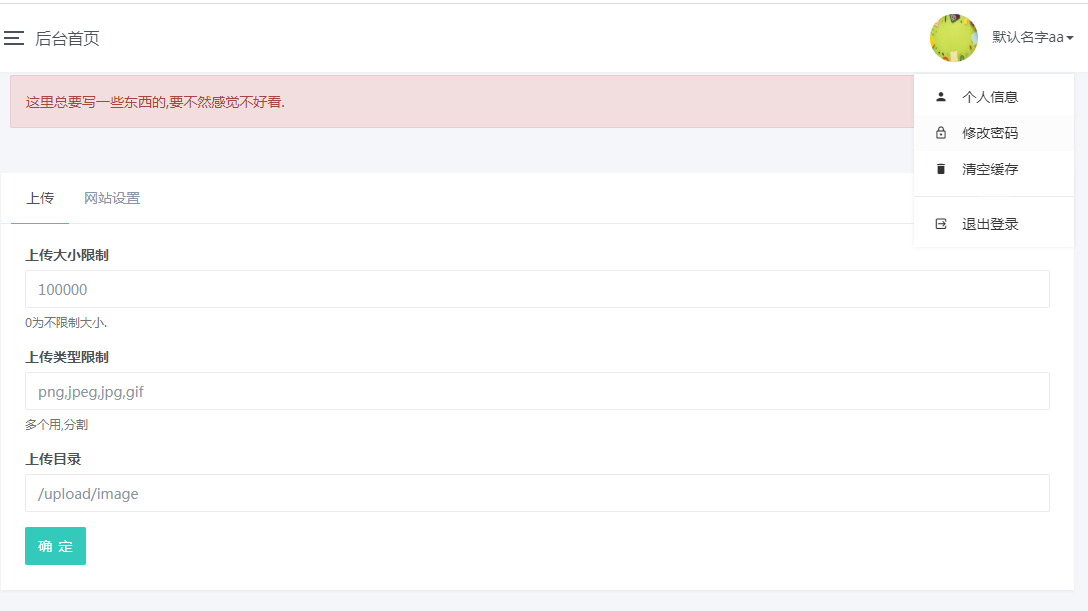 后台首页
默认名字aa
这里总要写一些东西的,要不然感觉不好看.
个人信息
修改密码
清空缓存
退出登录
上传 网站设置
上传大小限制
100000
0为不限制大小.
上传类型限制
png,jpeg,jpg,gif
多个用,分割
上传目录
/upload/image
确 定